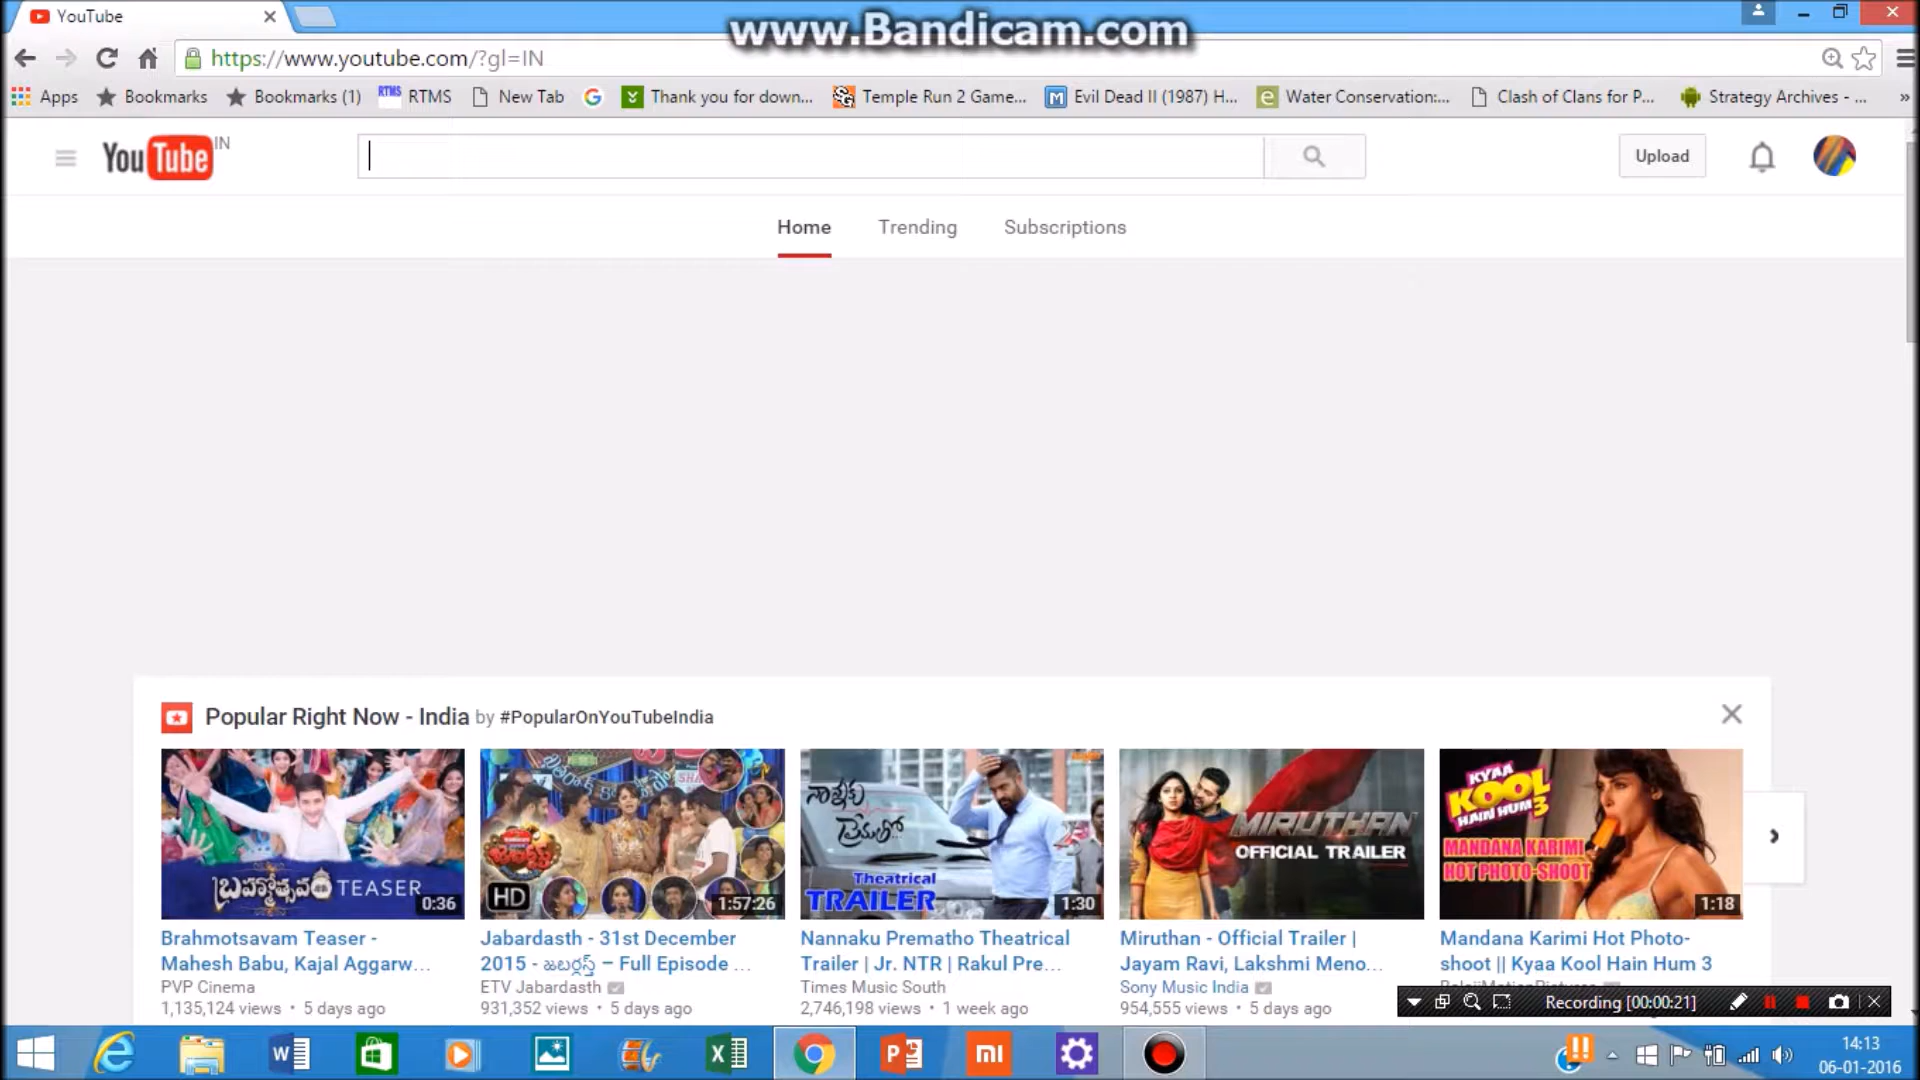 YouTube
www.Bandicam.com
https://www.youtube.com/?gl=IN
Apps
Bookmarks
Bookmarks (1)
RTMS RTMS
New Tab
Thank you for down...
Temple Run 2 Game...
Evil Dead II (1987) H...
Water Conservation:...
Clash of Clans for P...
Strategy Archives - ...
»
YouTube IN
Upload
Home
Trending
Subscriptions
Popular Right Now - India by #PopularOnYouTubeIndia
బ్రహ్మోత్సవం TEASER
0:36
HD
1:57:26
నాన్నకు
ప్రేమతో
Theatrical
TRAILER
1:30
MIRUTHAN
OFFICIAL TRAILER
KYAA
KOOL
HAIN HUM 3
MANDANA KARIMI
HOT PHOTO-SHOOT
1:18
Brahmotsavam Teaser -
Mahesh Babu, Kajal Aggarw...
PVP Cinema
1,135,124 views • 5 days ago
Jabardasth - 31st December
2015 - జబర్దస్త్ – Full Episode ...
ETV Jabardasth
931,352 views • 5 days ago
Nannaku Prematho Theatrical
Trailer | Jr. NTR | Rakul Pre...
Times Music South
2,746,198 views • 1 week ago
Miruthan - Official Trailer |
Jayam Ravi, Lakshmi Meno...
Sony Music India
954,555 views • 5 days ago
Mandana Karimi Hot Photo-
shoot || Kyaa Kool Hain Hum 3
Recording [00:00:21]
14:13
06-01-2016